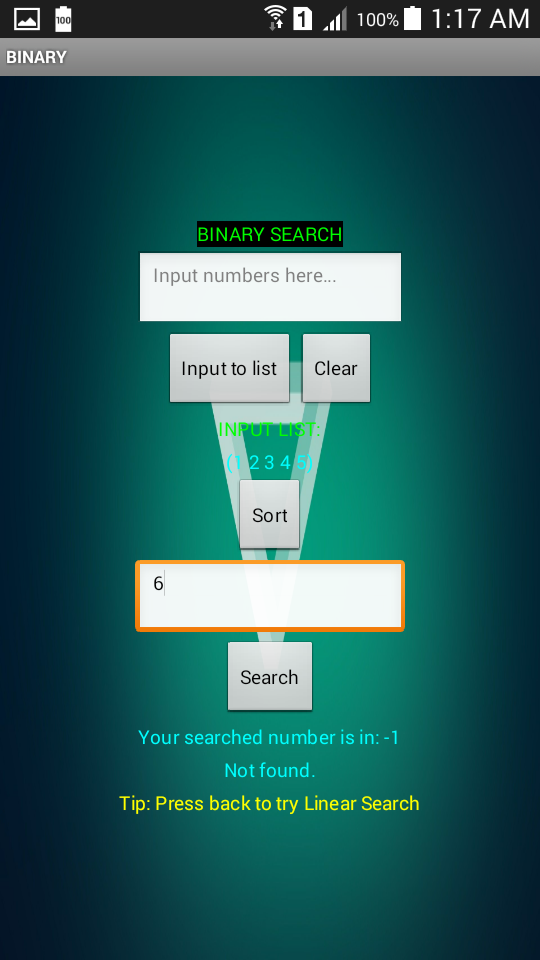 100 1 100% 1:17 AM
BINARY
BINARY SEARCH
Input numbers here...
Input to list Clear
INPUT LIST:
(1 2 3 4 5)
Sort
6
Search
Your searched number is in: -1
Not found.
Tip: Press back to try Linear Search